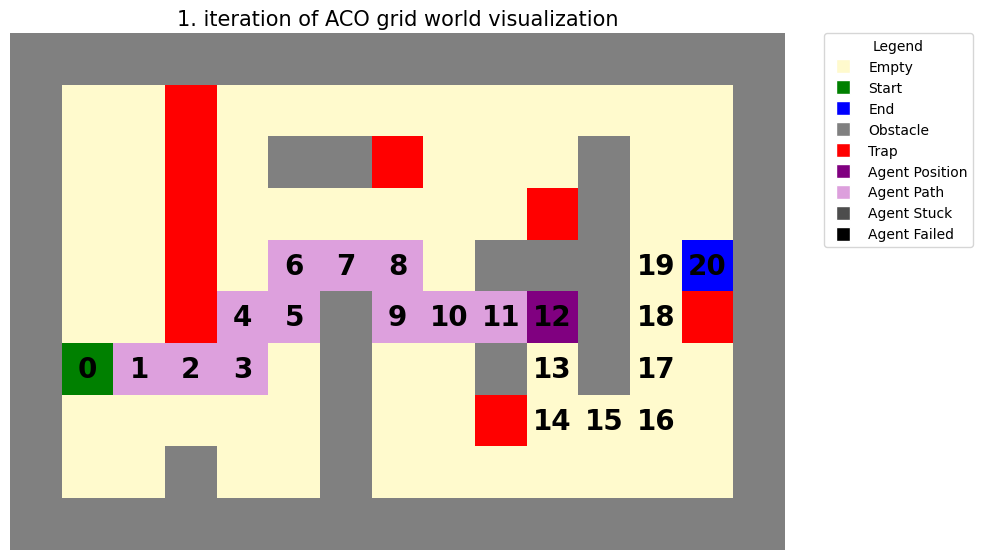 1. iteration of ACO grid world visualization
Legend
Empty
Start
End
Obstacle
Trap
Agent Position
Agent Path
Agent Stuck
Agent Failed
6 7 8 19 20
4 5 9 10 11 12 18
0 1 2 3 13 17
14 15 16